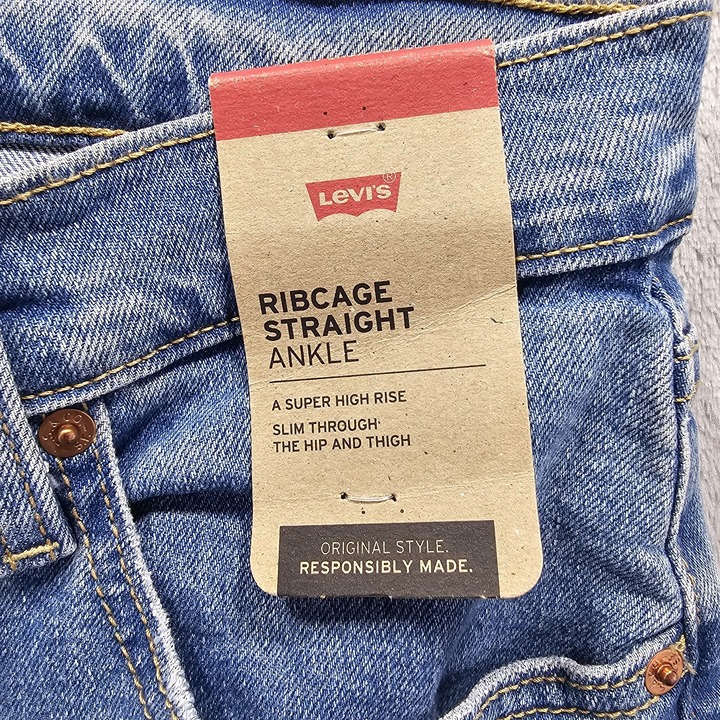 LEVI'S®
RIBCAGE
STRAIGHT
ANKLE
A SUPER HIGH RISE
SLIM THROUGH
THE HIP AND THIGH
ORIGINAL STYLE.
RESPONSIBLY MADE.